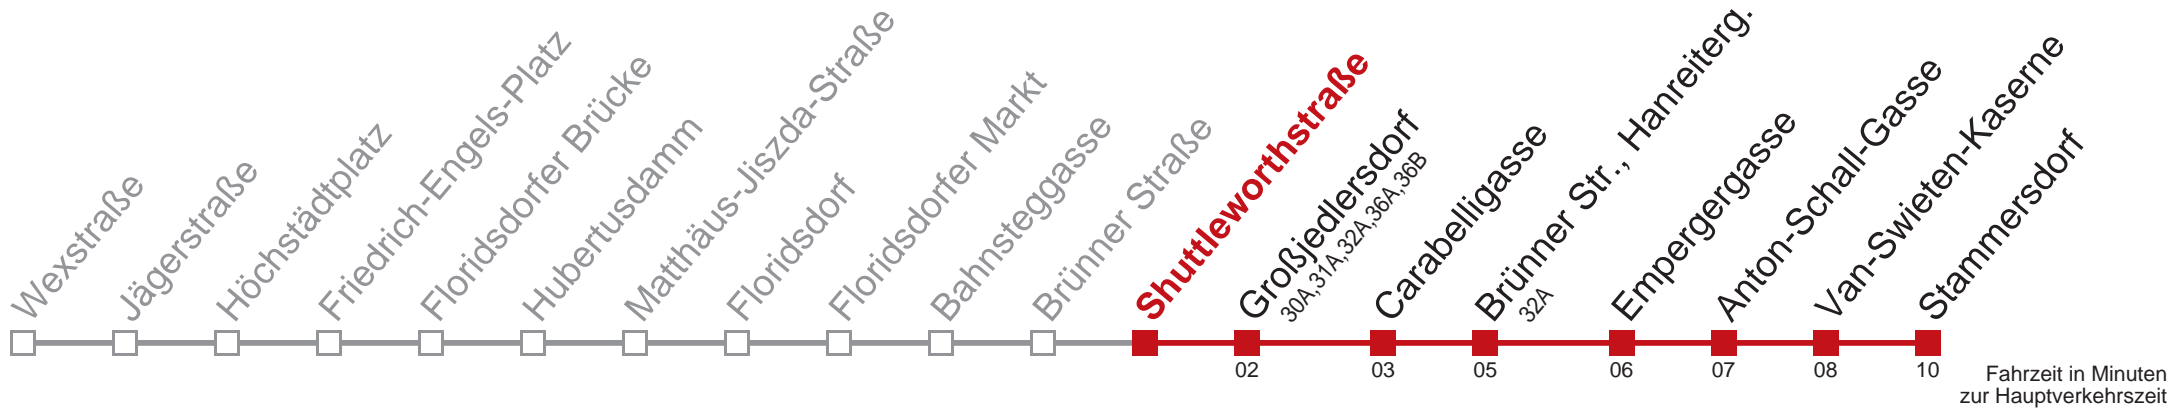 Wexstraße
Jägerstraße
Höchstädtplatz
Friedrich-Engels-Platz
Floridsdorfer Brücke
Hubertusdamm
Matthäus-Jiszda-Straße
Floridsdorf
Floridsdorfer Markt
Bahnsteggasse
Brünner Straße
Shuttleworthstraße
Großjedlersdorf
30A,31A,32A,36A,36B
Carabelligasse
Brünner Str., Hanreiterg.
32A
Empergergasse
Anton-Schall-Gasse
Van-Swieten-Kaserne
Stammersdorf
02 03 05 06 07 08 10
Fahrzeit in Minuten
zur Hauptverkehrszeit